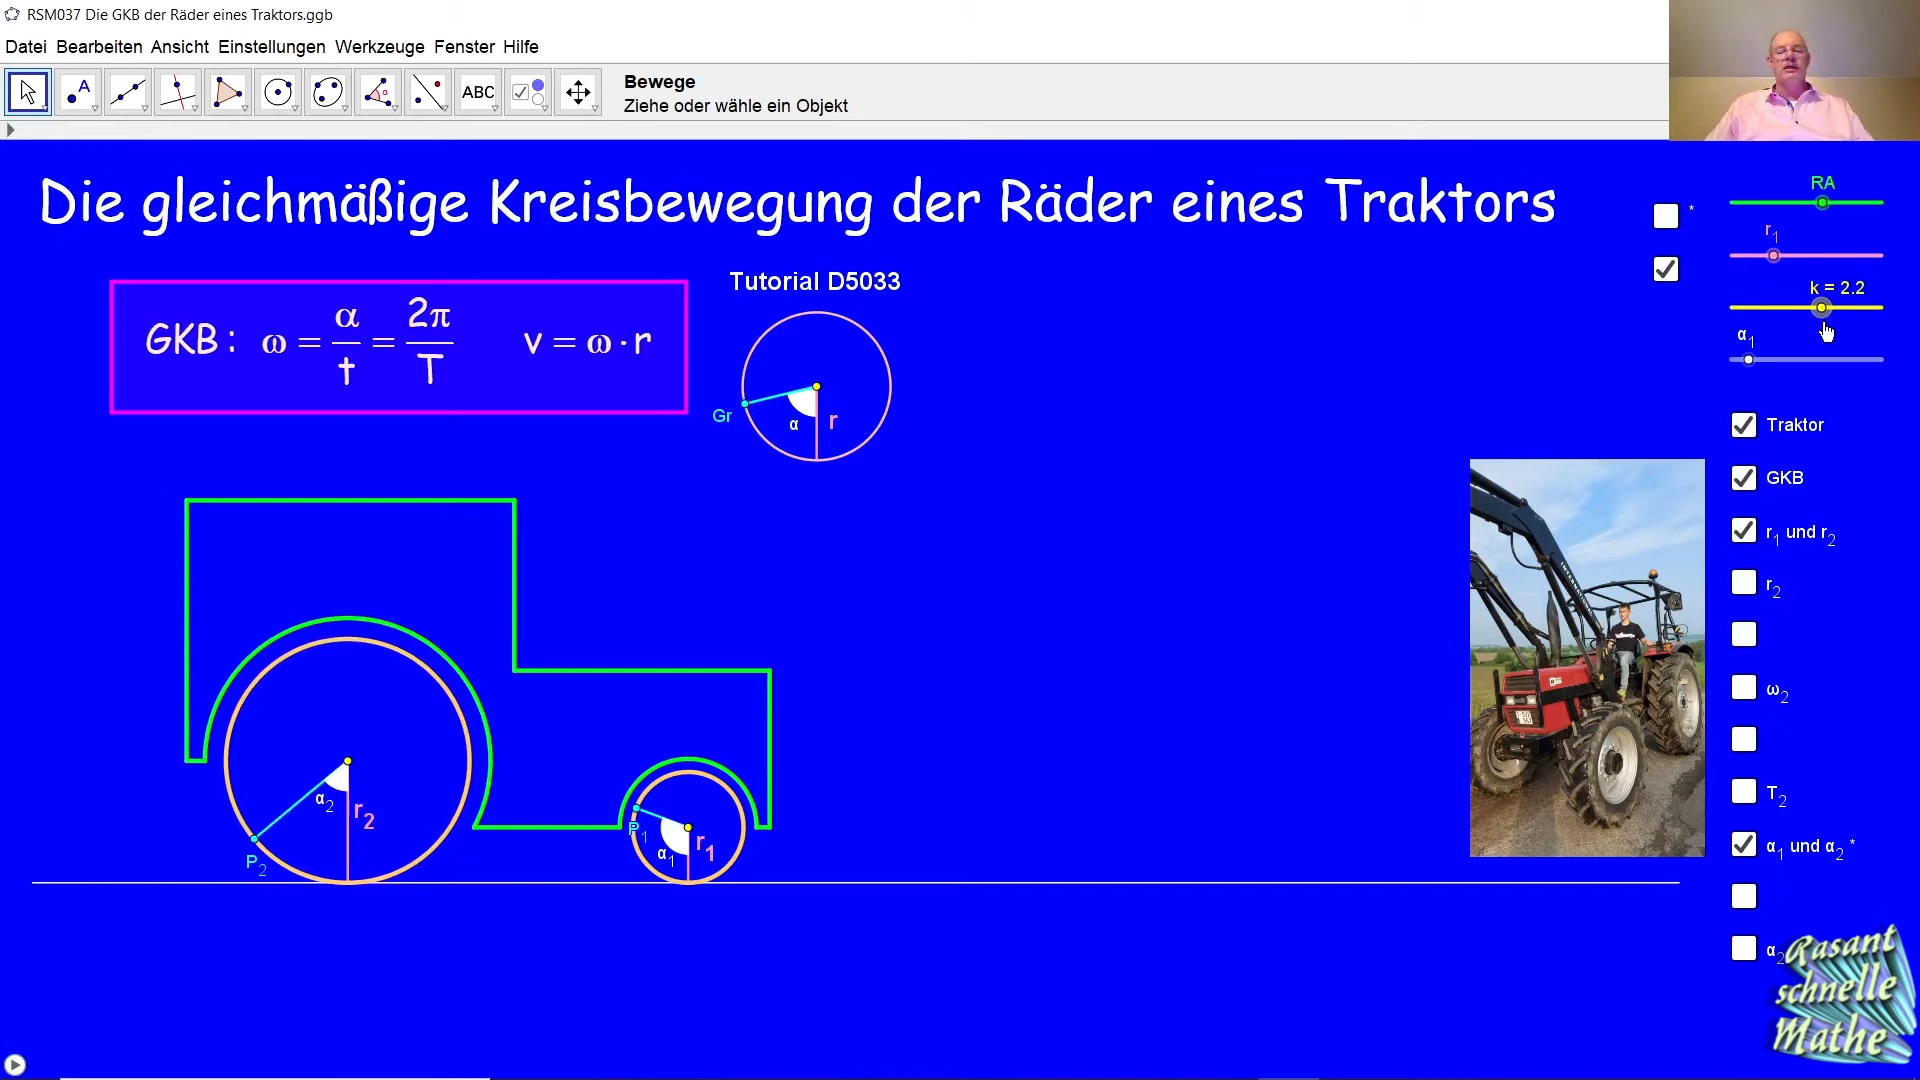 RSM037 Die GKB der Räder eines Traktors.ggb
Datei Bearbeiten Ansicht Einstellungen Werkzeuge Fenster Hilfe
A
α
ABC
Bewege
Ziehe oder wähle ein Objekt
Die gleichmäßige Kreisbewegung der Räder eines Traktors
*
RA
r₁
k = 2.2
α₁
Tutorial D5033
GKB: ω = α/t = 2π/T v = ω · r
Gr
α
r
Traktor
GKB
r₁ und r₂
r₂
ω₂
T₂
α₁ und α₂ *
α₂
α₂
r₂
P₂
P₁
α₁
r₁
Rasant
schnelle
Mathe